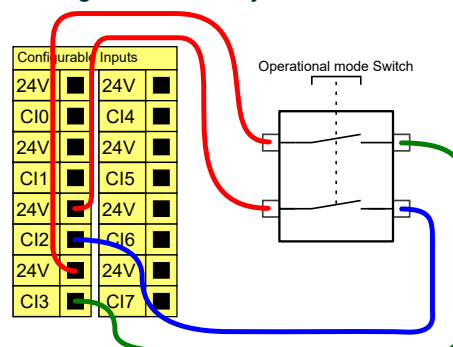 Configurable Inputs
Operational mode Switch
24V 24V
CI0 CI4
24V 24V
CI1 CI5
24V 24V
CI2 CI6
24V 24V
CI3 CI7